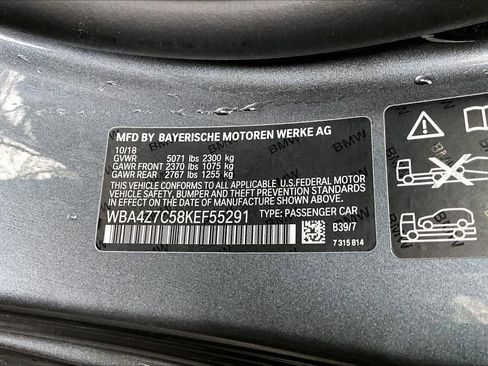 MFD BY BAYERISCHE MOTOREN WERKE AG
10/18
GVWR 5071 lbs 2300 kg
GAWR FRONT 2370 lbs 1075 kg
GAWR REAR 2767 lbs 1255 kg
THIS VEHICLE CONFORMS TO ALL APPLICABLE U.S.FEDERAL MOTOR
VEHICLE SAFETY, BUMPER, AND THEFT PREVENTION
STANDARDS IN EFFECT ON THE DATE OF MANUFACTURE SHOWN ABOVE.
WBA4Z7C58KEF55291 TYPE: PASSENGER CAR
B39/7
7 315 814
BMW
BMW